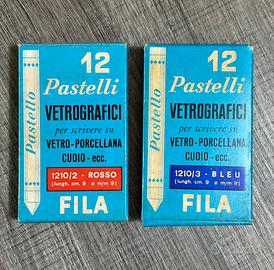 12
Pastelli
VETROGRAFICI
per scrivere su
VETRO-PORCELLANA
CUOIO-ecc.
1210/2 - ROSSO
(lungh. cm. 9 ø m/m 9)
FILA
Pastello
12
Pastelli
VETROGRAFICI
per scrivere su
VETRO-PORCELLANA
CUOIO-ecc.
1210/3 - BLEU
(lungh. cm. 9 ø m/m 9)
FILA
Pastello